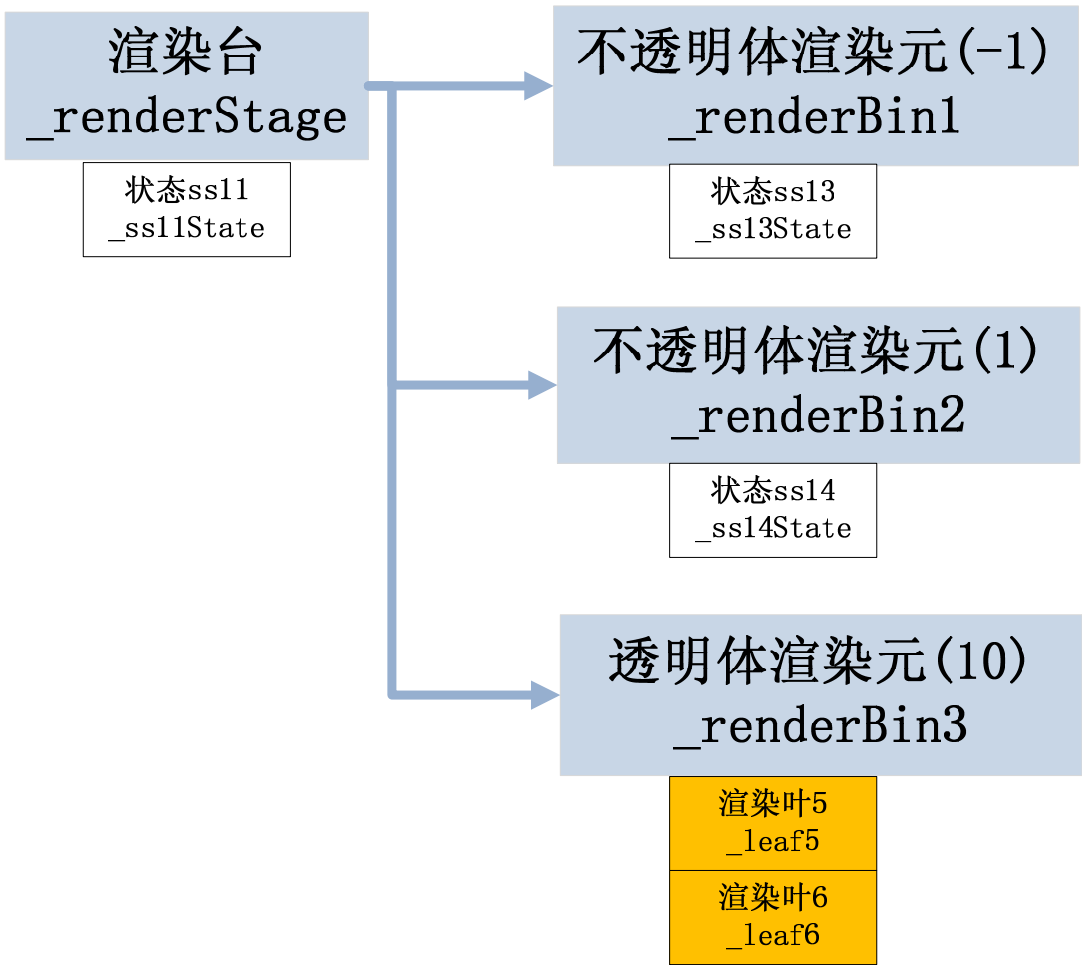 渲染台
_renderStage
状态ss11
_ss11State
不透明体渲染元(-1)
_renderBin1
状态ss13
_ss13State
不透明体渲染元(1)
_renderBin2
状态ss14
_ss14State
透明体渲染元(10)
_renderBin3
渲染叶5
_leaf5
渲染叶6
_leaf6